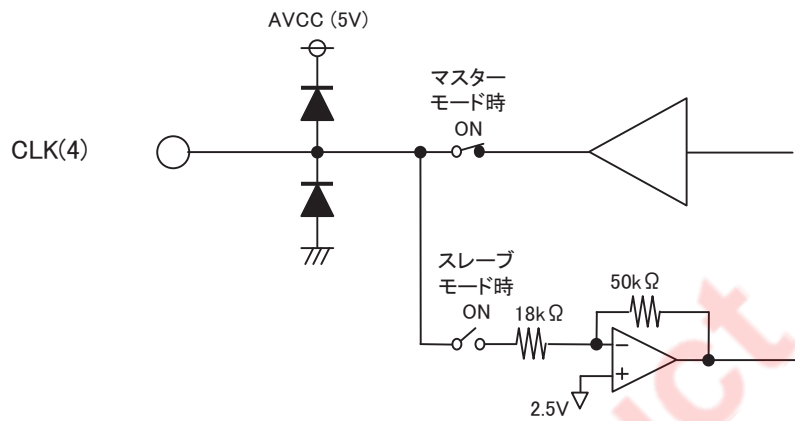 AVCC (5V)
マスター
モード時
ON
CLK(4)
スレーブ
モード時
ON
18kΩ
50kΩ
−
+
2.5V